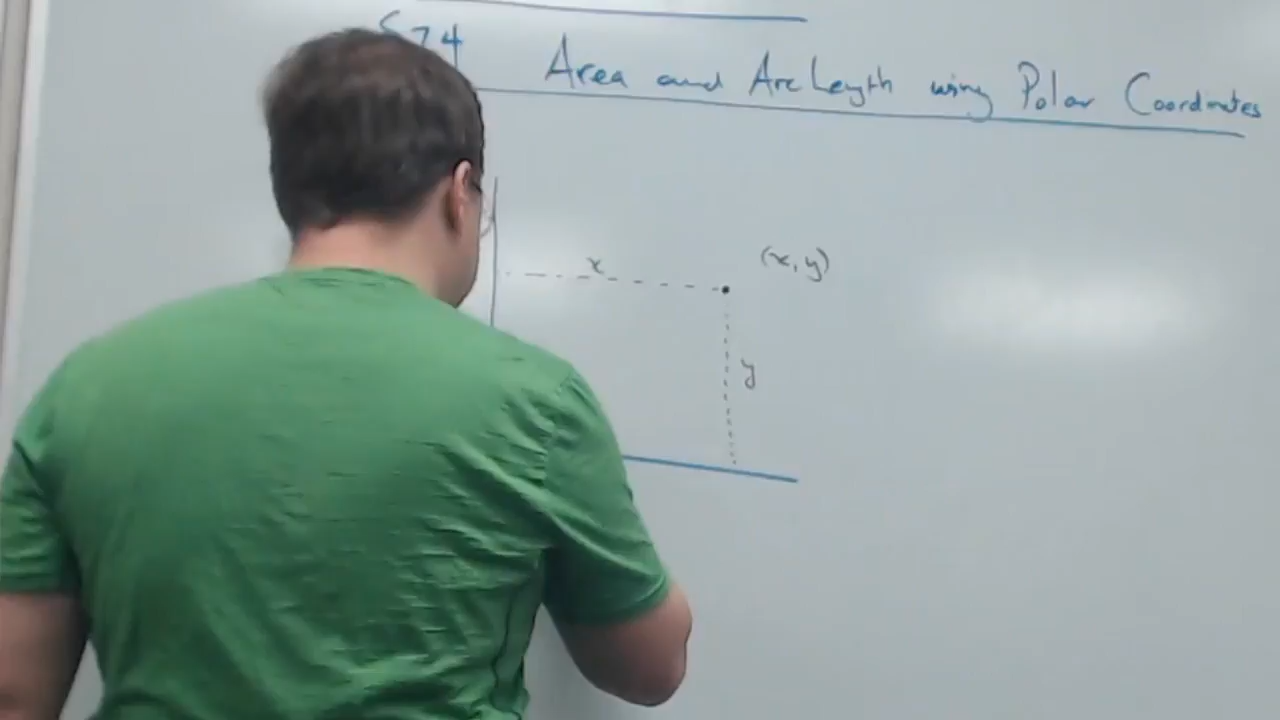 §7.4 Area and Arc Length using Polar Coordinates
(x, y)
x
y